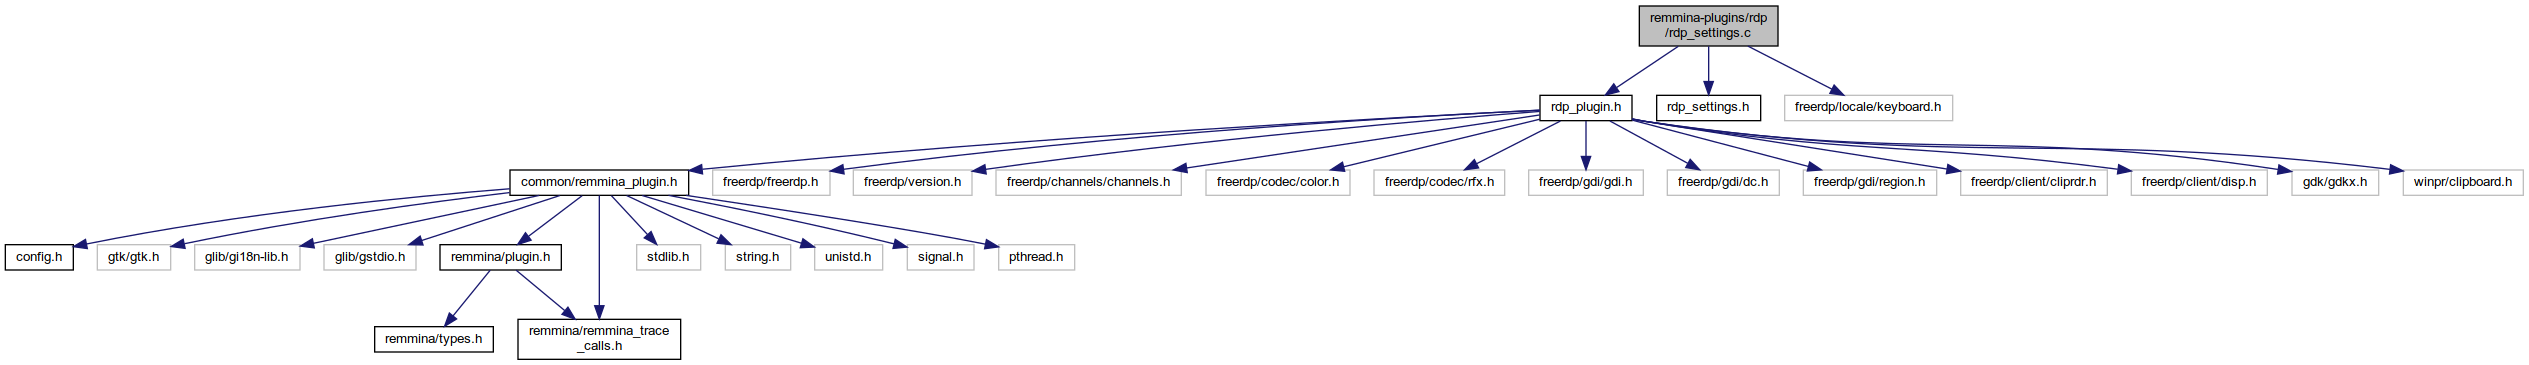 remmina-plugins/rdp
/rdp_settings.c
rdp_plugin.h
rdp_settings.h
freerdp/locale/keyboard.h
common/remmina_plugin.h
freerdp/freerdp.h
freerdp/version.h
freerdp/channels/channels.h
freerdp/codec/color.h
freerdp/codec/rfx.h
freerdp/gdi/gdi.h
freerdp/gdi/dc.h
freerdp/gdi/region.h
freerdp/client/cliprdr.h
freerdp/client/disp.h
gdk/gdkx.h
winpr/clipboard.h
config.h
gtk/gtk.h
glib/gi18n-lib.h
glib/gstdio.h
remmina/plugin.h
stdlib.h
string.h
unistd.h
signal.h
pthread.h
remmina/types.h
remmina/remmina_trace
_calls.h